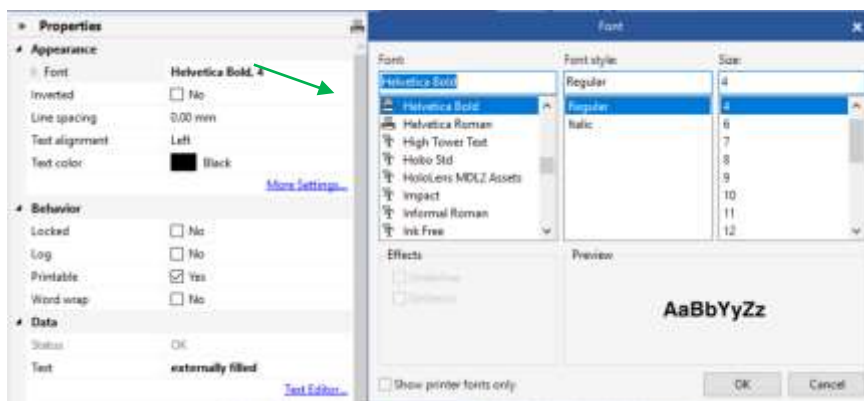 Properties
Appearance
Font Helvetica Bold, 4
Inverted No
Line spacing 0.00 mm
Text alignment Left
Text color Black
More Settings...
Behavior
Locked No
Log No
Printable Yes
Word wrap No
Data
Status OK
Text externally filled
Text Editor...
Font
Font: Font style: Size:
Helvetica Bold Regular 4
Helvetica Bold Regular 4
Helvetica Roman Italic 6
High Tower Text 7
Hobo Std 8
HoloLens MDL2 Assets 9
Impact 10
Informal Roman 11
Ink Free 12
Effects Preview
AaBbYyZz
Show printer fonts only OK Cancel